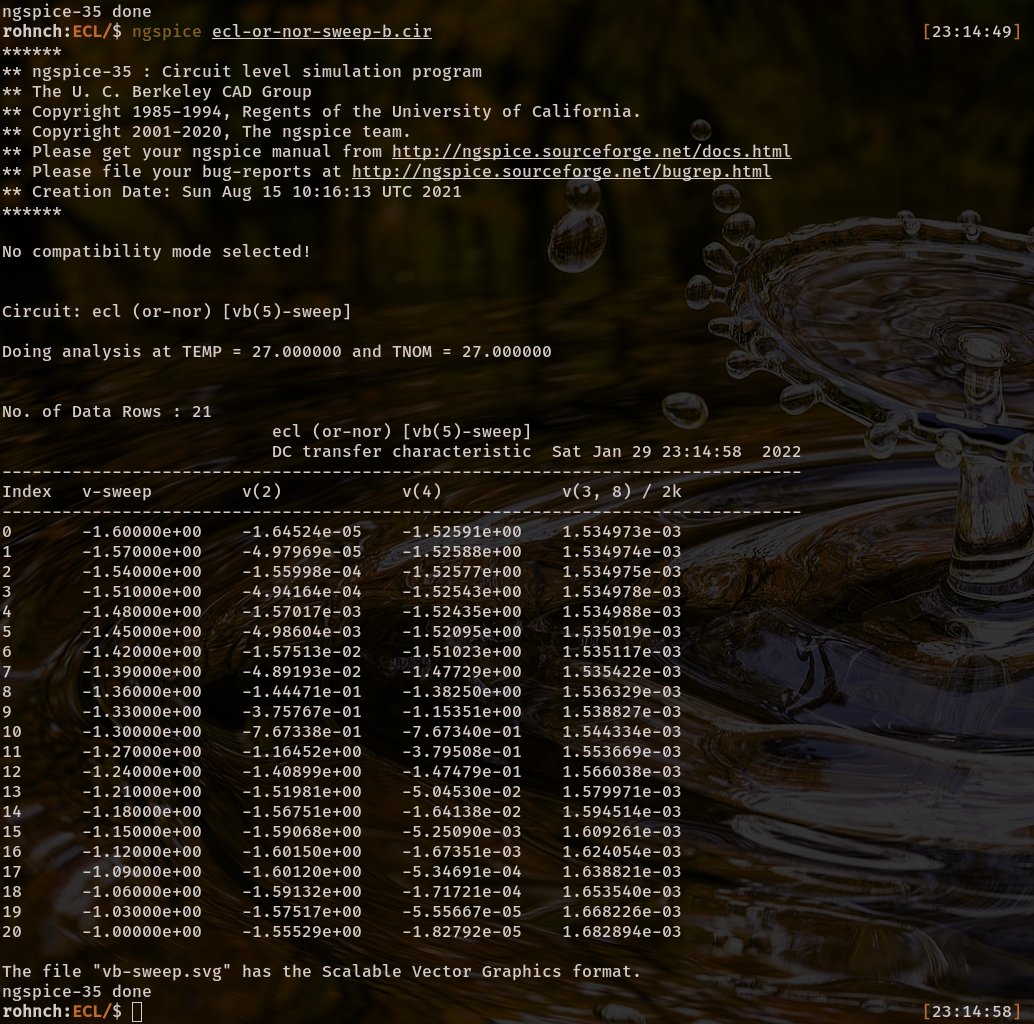 ngspice-35 done
rohnch:ECL/$ ngspice ecl-or-nor-sweep-b.cir [23:14:49]
******
** ngspice-35 : Circuit level simulation program
** The U. C. Berkeley CAD Group
** Copyright 1985-1994, Regents of the University of California.
** Copyright 2001-2020, The ngspice team.
** Please get your ngspice manual from http://ngspice.sourceforge.net/docs.html
** Please file your bug-reports at http://ngspice.sourceforge.net/bugrep.html
** Creation Date: Sun Aug 15 10:16:13 UTC 2021
******
No compatibility mode selected!
Circuit: ecl (or-nor) [vb(5)-sweep]
Doing analysis at TEMP = 27.000000 and TNOM = 27.000000
No. of Data Rows : 21
ecl (or-nor) [vb(5)-sweep]
DC transfer characteristic  Sat Jan 29 23:14:58  2022
--------------------------------------------------------------------------------
Index   v-sweep         v(2)            v(4)            v(3, 8) / 2k
--------------------------------------------------------------------------------
0       -1.60000e+00    -1.64524e-05    -1.52591e+00    1.534973e-03
1       -1.57000e+00    -4.97969e-05    -1.52588e+00    1.534974e-03
2       -1.54000e+00    -1.55998e-04    -1.52577e+00    1.534975e-03
3       -1.51000e+00    -4.94164e-04    -1.52543e+00    1.534978e-03
4       -1.48000e+00    -1.57017e-03    -1.52435e+00    1.534988e-03
5       -1.45000e+00    -4.98604e-03    -1.52095e+00    1.535019e-03
6       -1.42000e+00    -1.57513e-02    -1.51023e+00    1.535117e-03
7       -1.39000e+00    -4.89193e-02    -1.47729e+00    1.535422e-03
8       -1.36000e+00    -1.44471e-01    -1.38250e+00    1.536329e-03
9       -1.33000e+00    -3.75767e-01    -1.15351e+00    1.538827e-03
10      -1.30000e+00    -7.67338e-01    -7.67340e-01    1.544334e-03
11      -1.27000e+00    -1.16452e+00    -3.79508e-01    1.553669e-03
12      -1.24000e+00    -1.40899e+00    -1.47479e-01    1.566038e-03
13      -1.21000e+00    -1.51981e+00    -5.04530e-02    1.579971e-03
14      -1.18000e+00    -1.56751e+00    -1.64138e-02    1.594514e-03
15      -1.15000e+00    -1.59068e+00    -5.25090e-03    1.609261e-03
16      -1.12000e+00    -1.60150e+00    -1.67351e-03    1.624054e-03
17      -1.09000e+00    -1.60120e+00    -5.34691e-04    1.638821e-03
18      -1.06000e+00    -1.59132e+00    -1.71721e-04    1.653540e-03
19      -1.03000e+00    -1.57517e+00    -5.55667e-05    1.668226e-03
20      -1.00000e+00    -1.55529e+00    -1.82792e-05    1.682894e-03
The file "vb-sweep.svg" has the Scalable Vector Graphics format.
ngspice-35 done
rohnch:ECL/$ [23:14:58]